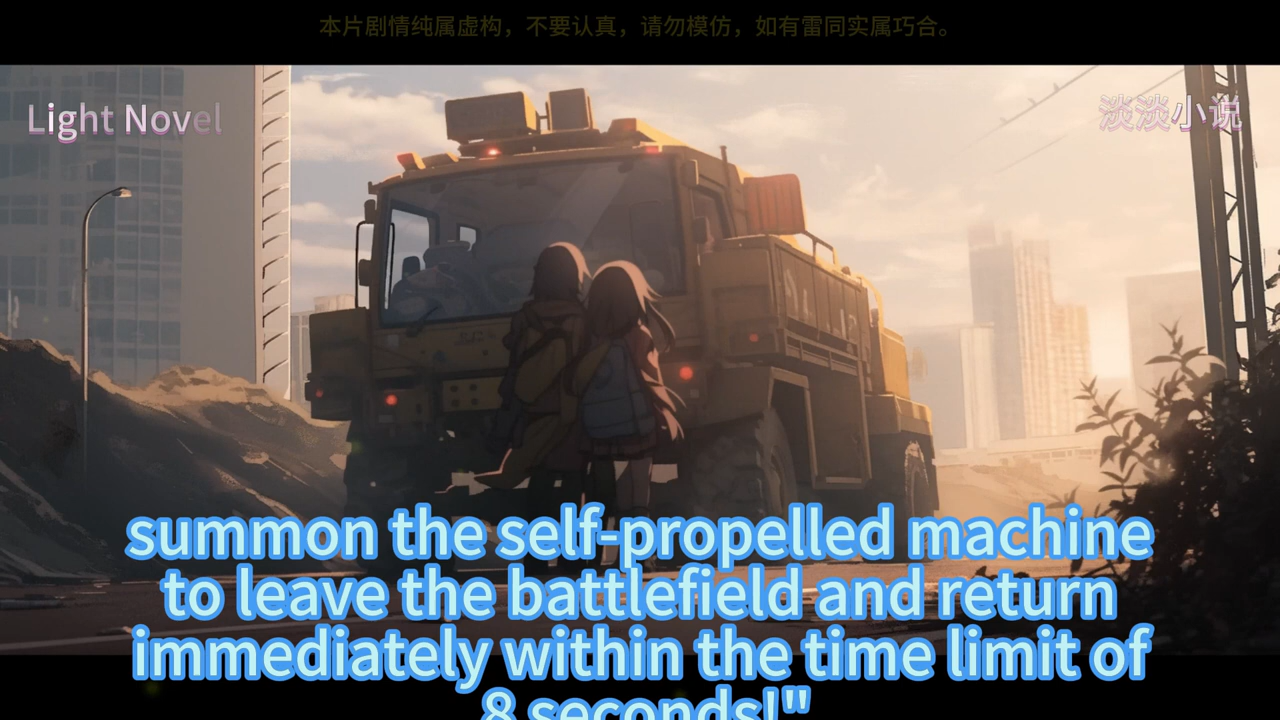 本片剧情纯属虚构，不要认真，请勿模仿，如有雷同实属巧合。
Light Novel
淡淡小说
summon the self-propelled machine
to leave the battlefield and return
immediately within the time limit of
8 seconds!"